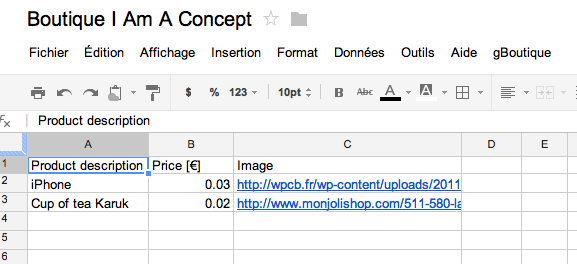 Boutique I Am A Concept
Fichier Édition Affichage Insertion Format Données Outils Aide gBoutique
$ % 123 10pt B Abc A A
fx Product description
A B C D E
1 Product description Price [€] Image
2 iPhone 0.03 http://wpcb.fr/wp-content/uploads/2011
3 Cup of tea Karuk 0.02 http://www.monjolishop.com/511-580-la
4
5
6